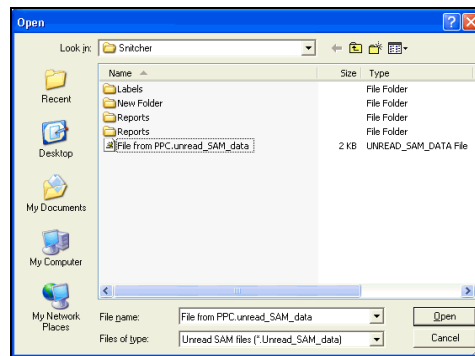 Open
Look in: Snitcher
Name Size Type
Labels File Folder
New Folder File Folder
Reports File Folder
Reports File Folder
File from PPC.unread_SAM_data 2 KB UNREAD_SAM_DATA File
Recent
Desktop
My Documents
My Computer
My Network
Places
File name: File from PPC.unread_SAM_data Open
Files of type: Unread SAM files (*.Unread_SAM_data) Cancel